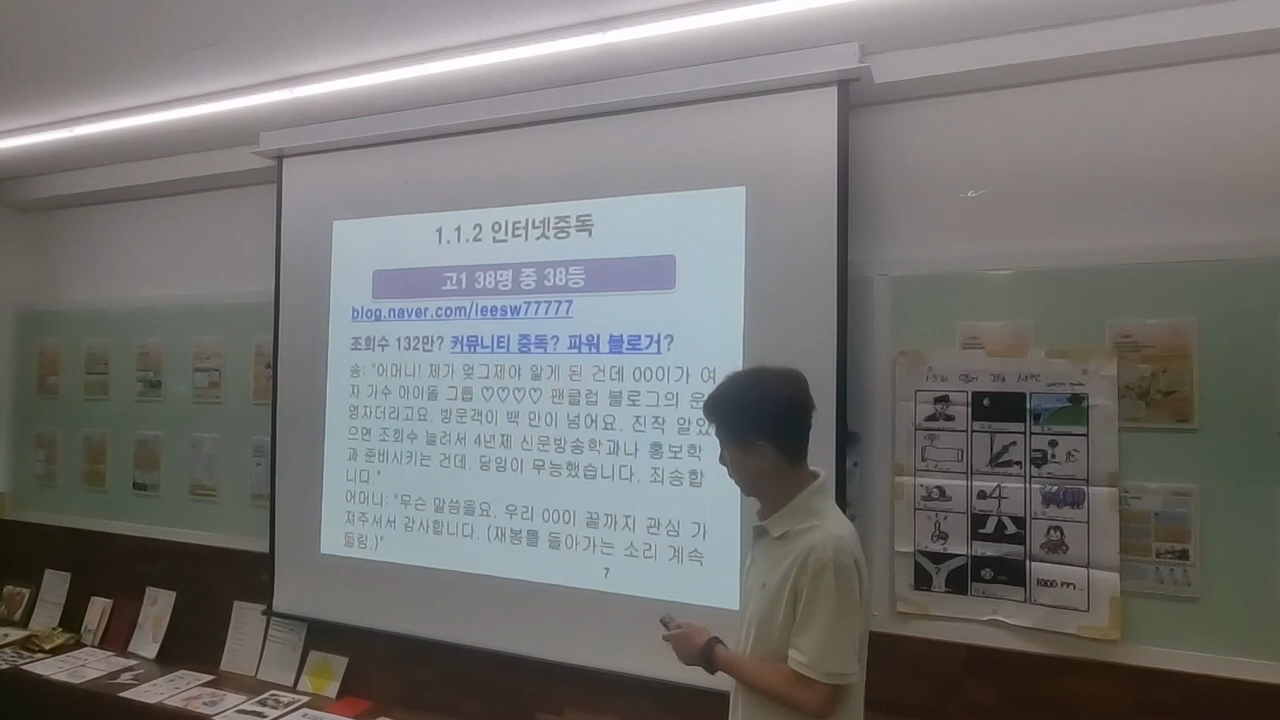 1.1.2 인터넷중독
고1 38명 중 38등
blog.naver.com/leesw77777
조회수 132만? 커뮤니티 중독? 파워 블로거?
송: "어머니! 제가 엊그제야 알게 된 건데 00이가 여
자 가수 아이돌 그룹 ♡♡♡♡ 팬클럽 블로그의 운
영자더라고요. 방문객이 백 만이 넘어요. 진작 알았
으면 조회수 늘려서 4년제 신문방송학과나 홍보학
과 준비시키는 건데. 담임이 무능했습니다. 죄송합
니다."
어머니: "무슨 말씀을요. 우리 00이 끝까지 관심 가
져주셔서 감사합니다. (재봉틀 돌아가는 소리 계속
들림.)"
7
영어 그림 사전
1000 m...